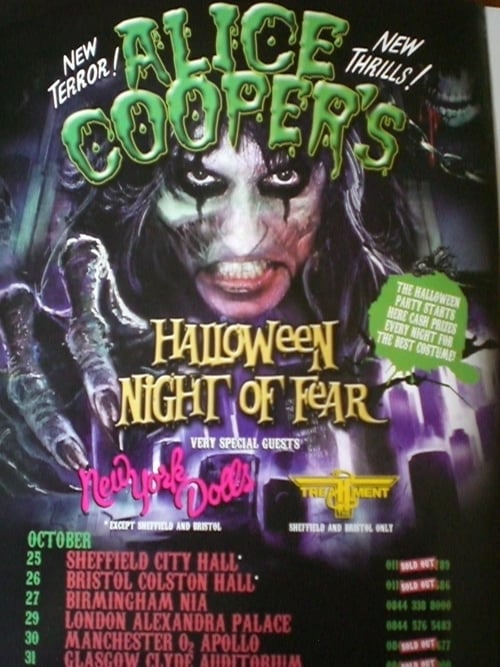 NEW TERROR!
ALICE COOPER'S
NEW THRILLS!
THE HALLOWEEN
PARTY STARTS
HERE CASH PRIZES
EVERY NIGHT FOR
THE BEST COSTUME!
HALLOWEEN
NIGHT OF FEAR
VERY SPECIAL GUESTS
New York Dolls
TREATMENT
*EXCEPT SHEFFIELD AND BRISTOL
SHEFFIELD AND BRISTOL ONLY
OCTOBER
25 SHEFFIELD CITY HALL* SOLD OUT
26 BRISTOL COLSTON HALL* SOLD OUT
27 BIRMINGHAM NIA 0844 338 8000
29 LONDON ALEXANDRA PALACE 0844 576 5483
30 MANCHESTER O2 APOLLO SOLD OUT
31 GLASGOW CLYDE AUDITORIUM